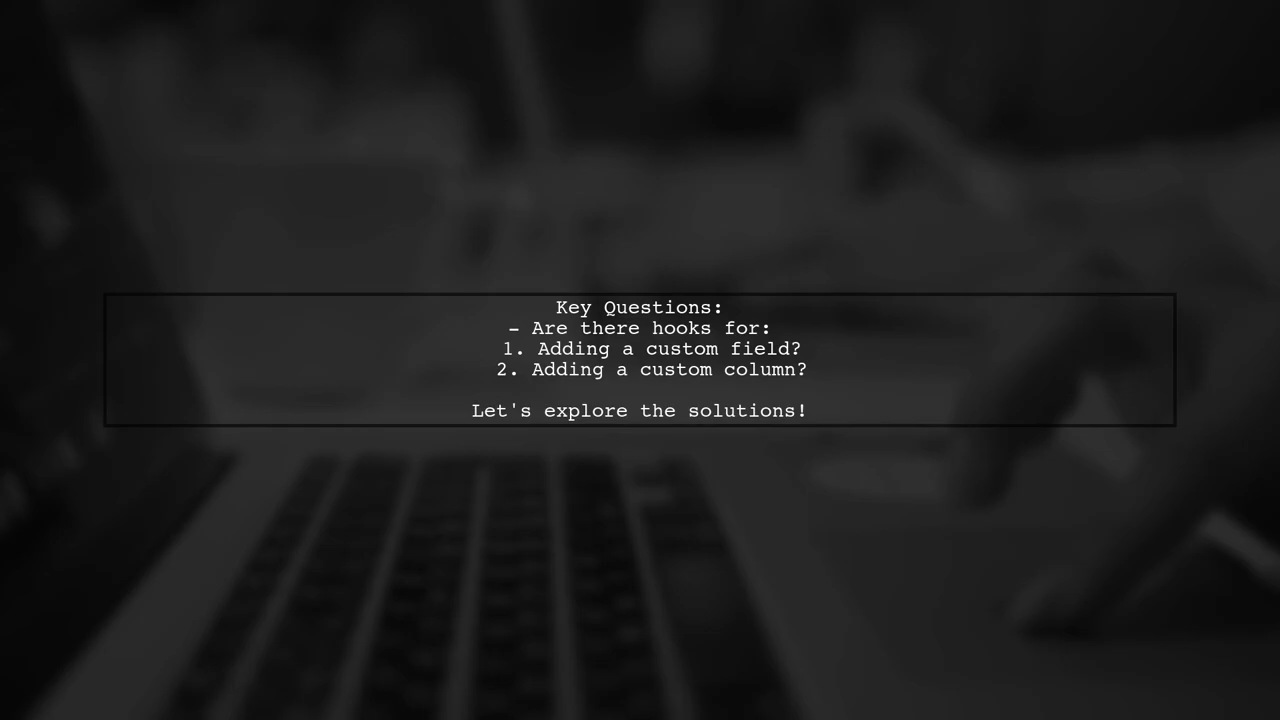 Key Questions:
– Are there hooks for:
1. Adding a custom field?
2. Adding a custom column?
Let's explore the solutions!